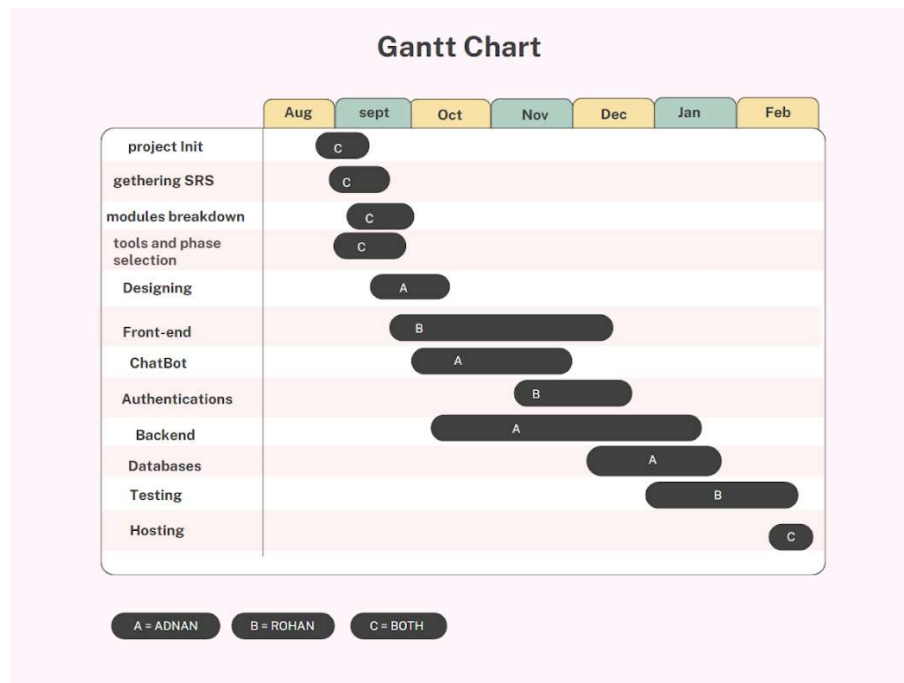 Gantt Chart
Aug sept Oct Nov Dec Jan Feb
project Init C
gethering SRS C
modules breakdown C
tools and phase
selection C
Designing A
Front-end B
ChatBot A
Authentications B
Backend A
Databases A
Testing B
Hosting C
A = ADNAN B = ROHAN C = BOTH